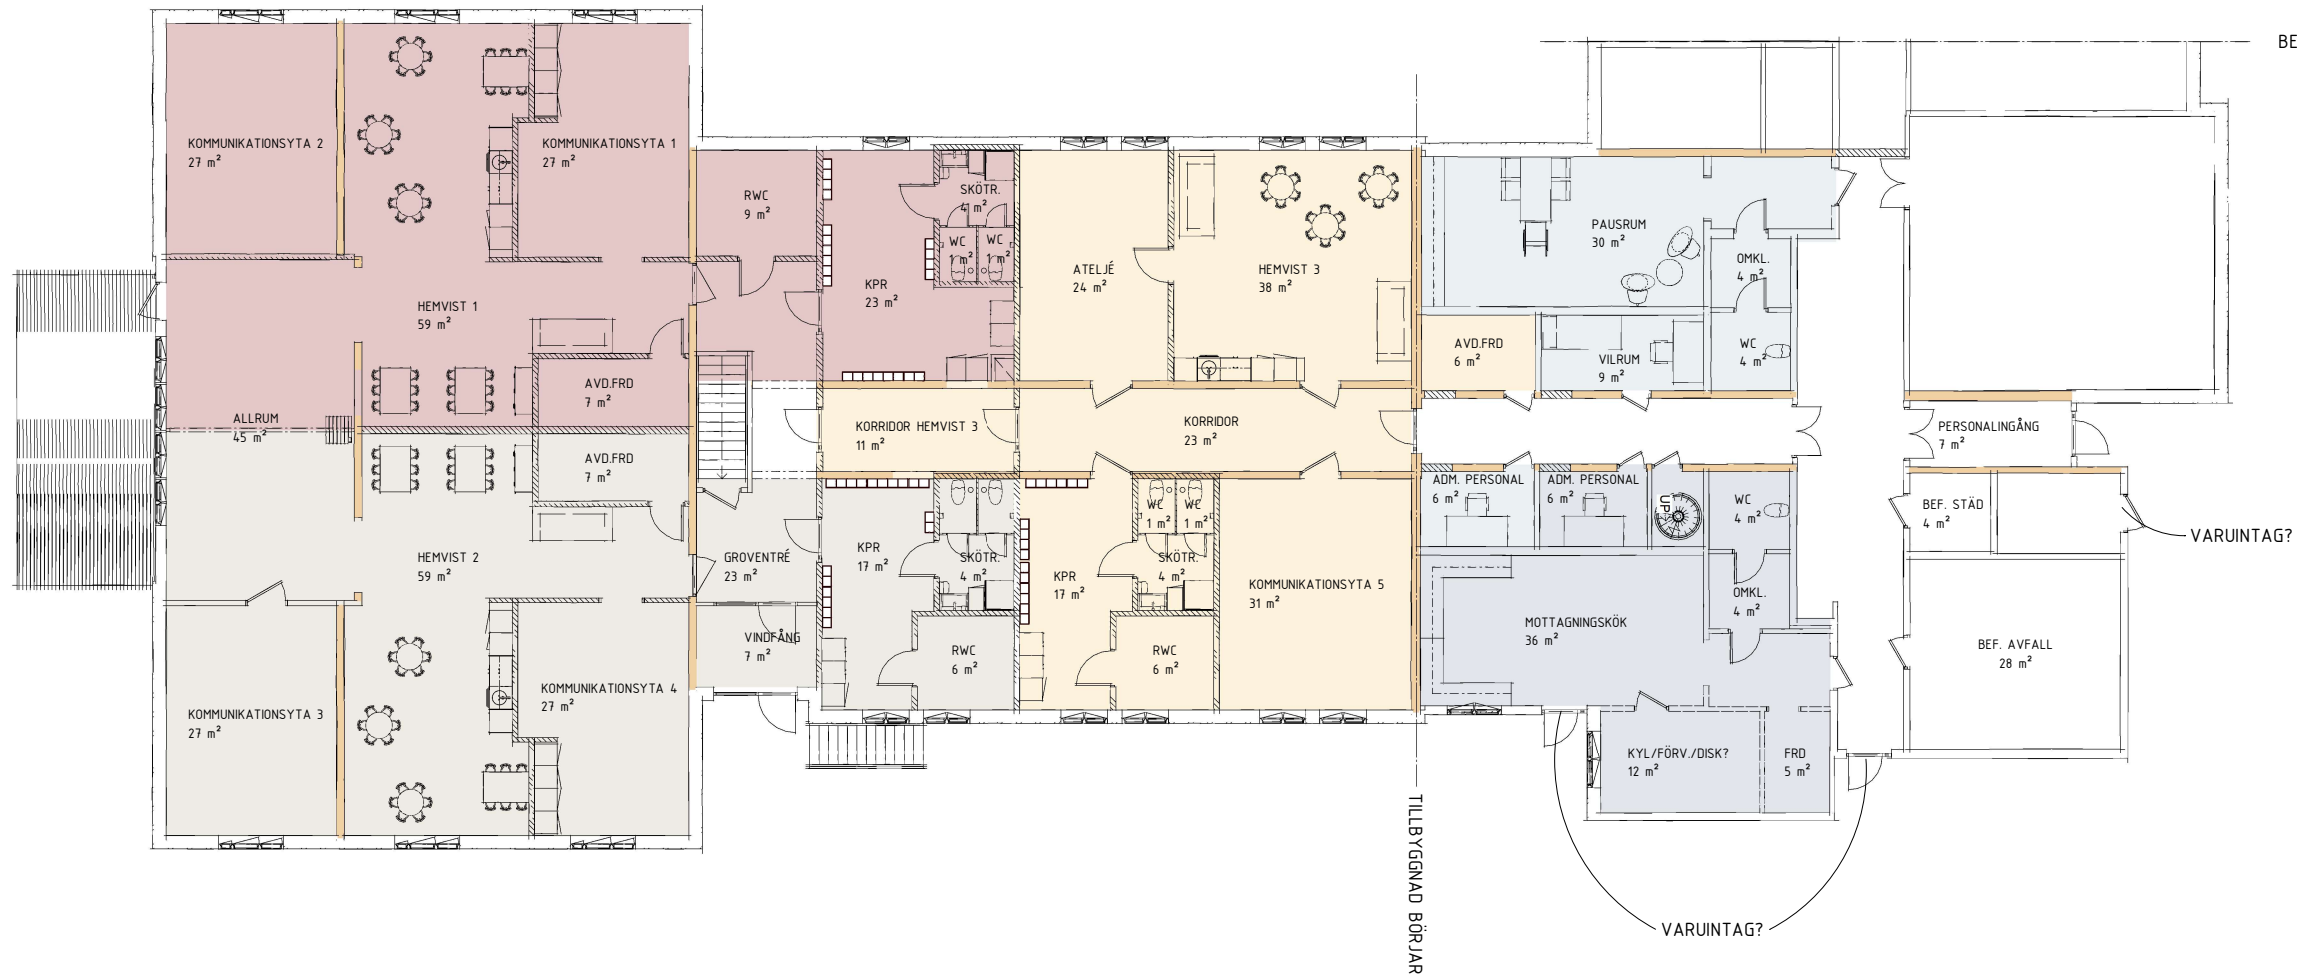 BE
KOMMUNIKATIONSYTA 2
27 m²
KOMMUNIKATIONSYTA 1
27 m²
RWC
9 m²
SKÖTR.
4 m²
WC
1 m²
WC
1 m²
KPR
23 m²
ATELJÉ
24 m²
HEMVIST 3
38 m²
PAUSRUM
30 m²
OMKL.
4 m²
HEMVIST 1
59 m²
AVD.FRD
6 m²
VILRUM
9 m²
WC
4 m²
AVD.FRD
7 m²
ALLRUM
45 m²
KORRIDOR HEMVIST 3
11 m²
KORRIDOR
23 m²
PERSONALINGÅNG
7 m²
AVD.FRD
7 m²
ADM. PERSONAL
6 m²
ADM. PERSONAL
6 m²
UP
WC
4 m²
BEF. STÄD
4 m²
VARUINTAG?
HEMVIST 2
59 m²
GROVENTRÉ
23 m²
KPR
17 m²
SKÖTR.
4 m²
WC
1 m²
WC
1 m²
KPR
17 m²
SKÖTR.
4 m²
KOMMUNIKATIONSYTA 5
31 m²
OMKL.
4 m²
MOTTAGNINGSKÖK
36 m²
VINDFÅNG
7 m²
RWC
6 m²
RWC
6 m²
BEF. AVFALL
28 m²
KOMMUNIKATIONSYTA 3
27 m²
KOMMUNIKATIONSYTA 4
27 m²
KYL/FÖRV./DISK?
12 m²
FRD
5 m²
TILLBYGGNAD BÖRJAR
VARUINTAG?